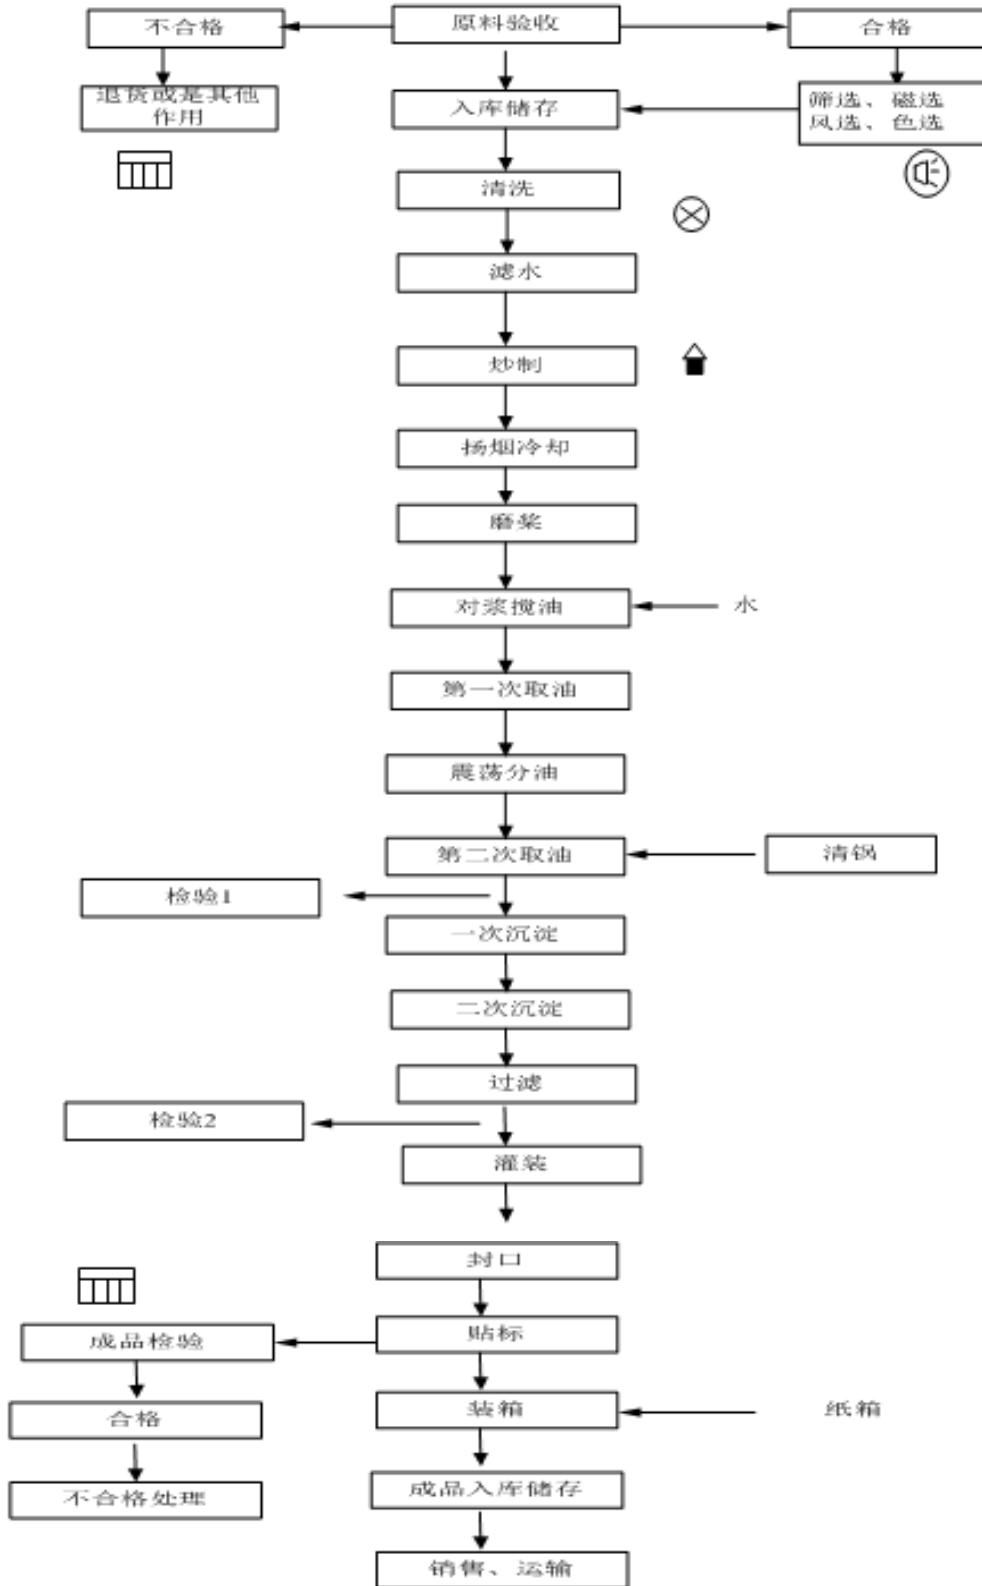 不合格
原料验收
合格
退货或是其他
作用
入库储存
筛选、磁选
风选、色选
清洗
滤水
炒制
扬烟冷却
磨浆
对浆搅油
水
第一次取油
震荡分油
第二次取油
清锅
检验1
一次沉淀
二次沉淀
过滤
检验2
灌装
封口
成品检验
贴标
合格
装箱
纸箱
不合格处理
成品入库储存
销售、运输